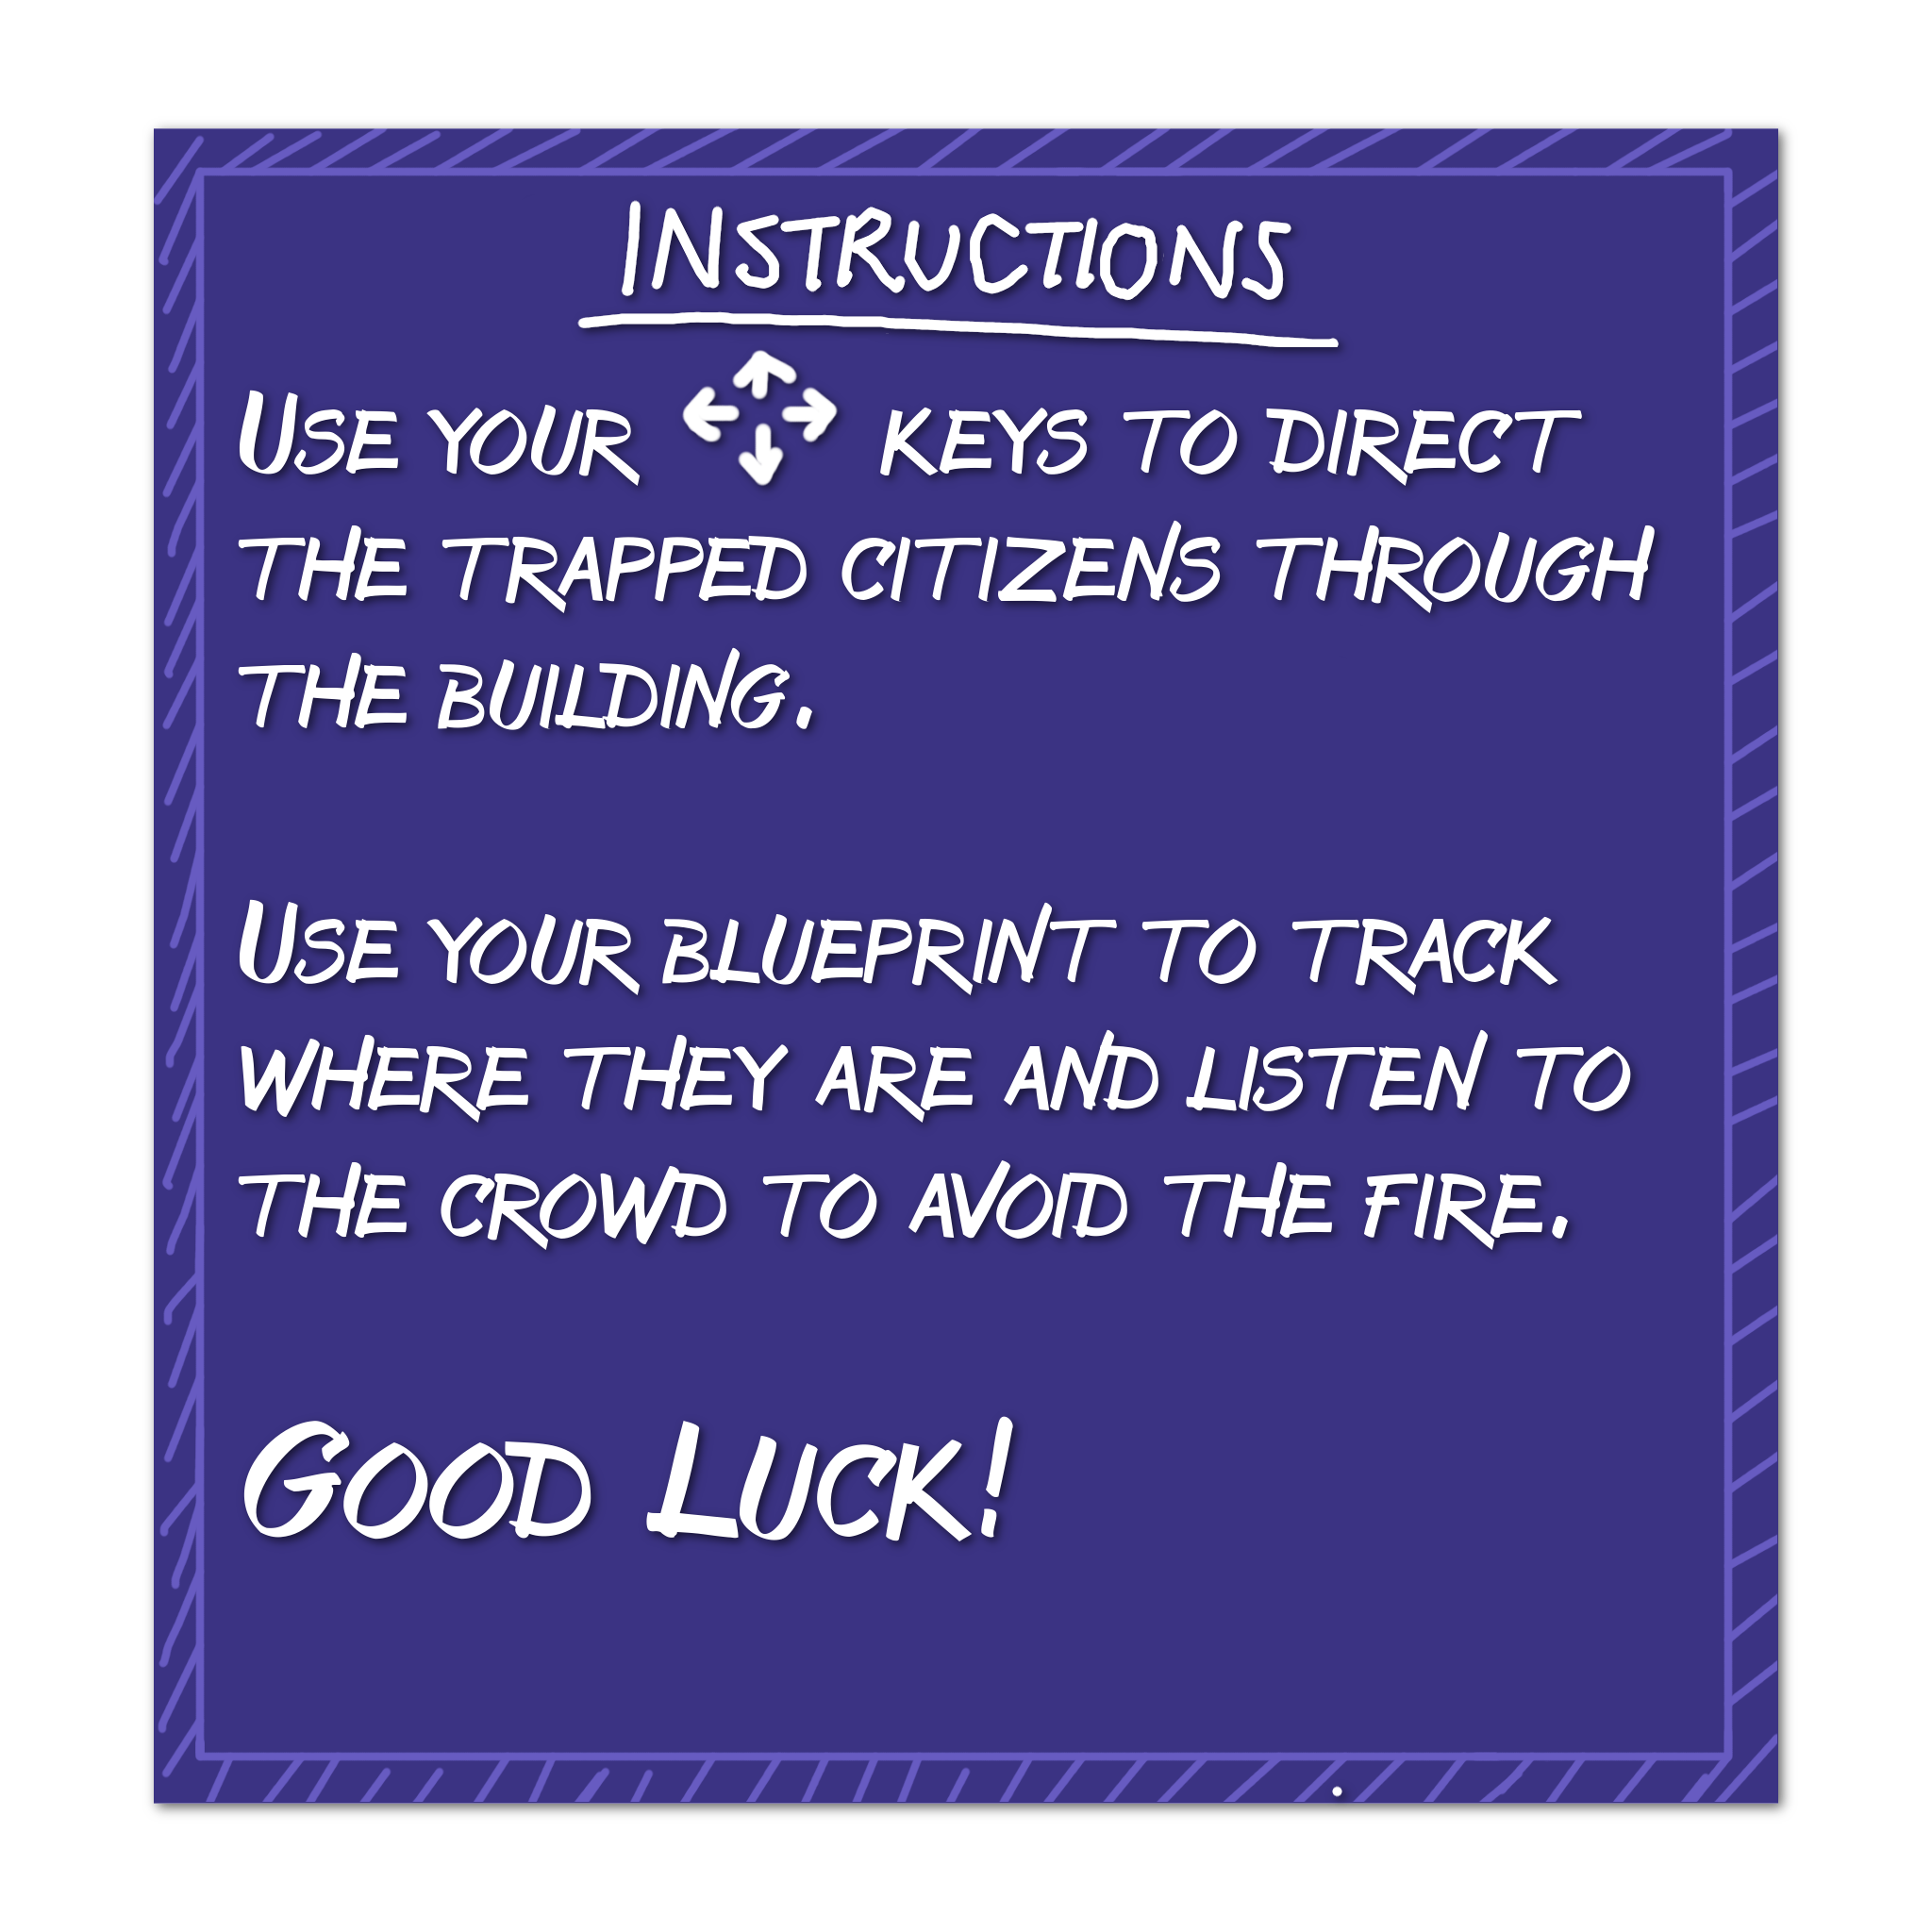 Instructions
Use your keys to direct
the trapped citizens through
the building.
Use your blueprint to track
where they are and listen to
the crowd to avoid the fire.
Good Luck!